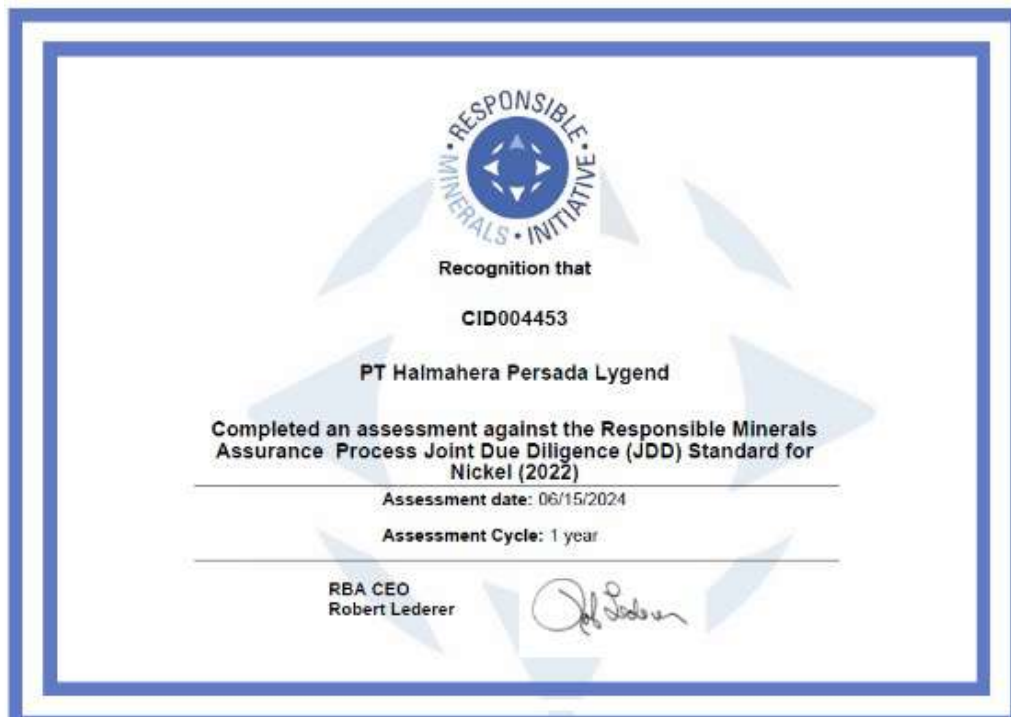 RESPONSIBLE • MINERALS • INITIATIVE •
Recognition that
CID004453
PT Halmahera Persada Lygend
Completed an assessment against the Responsible Minerals
Assurance Process Joint Due Diligence (JDD) Standard for
Nickel (2022)
Assessment date: 06/15/2024
Assessment Cycle: 1 year
RBA CEO
Robert Lederer